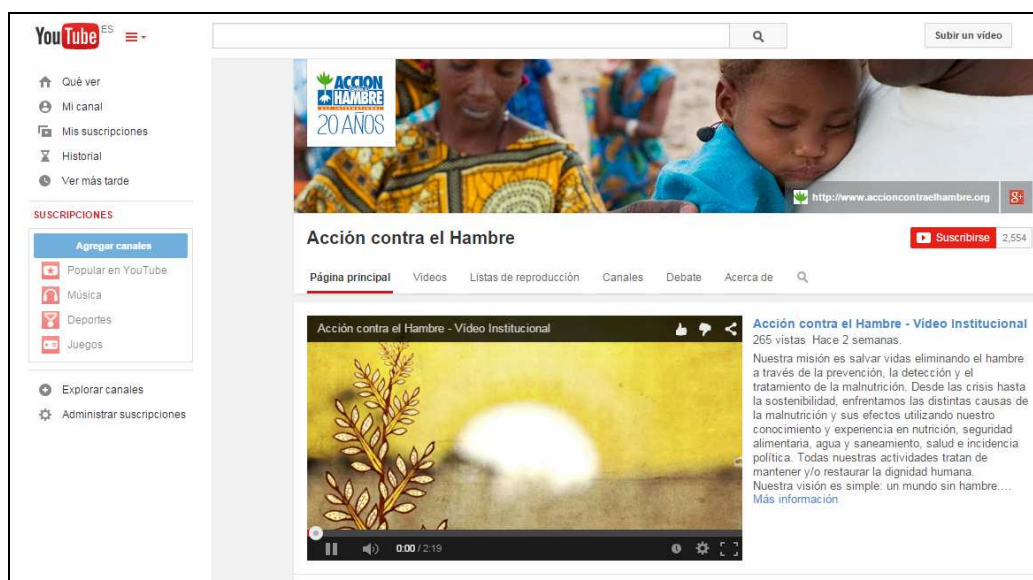 YouTube ES
Subir un vídeo
Qué ver
Mi canal
Mis suscripciones
Historial
Ver más tarde
SUSCRIPCIONES
Agregar canales
Popular en YouTube
Música
Deportes
Juegos
Explorar canales
Administrar suscripciones
ACCION
HAMBRE
ACF INTERNATIONAL
20 AÑOS
http://www.accioncontraelhambre.org
g+
Acción contra el Hambre
Suscribirse 2,554
Página principal Vídeos Listas de reproducción Canales Debate Acerca de
Acción contra el Hambre - Vídeo Institucional
0:00 / 2:19
Acción contra el Hambre - Vídeo Institucional
265 vistas Hace 2 semanas.
Nuestra misión es salvar vidas eliminando el hambre
a través de la prevención, la detección y el
tratamiento de la malnutrición. Desde las crisis hasta
la sostenibilidad, enfrentamos las distintas causas de
la malnutrición y sus efectos utilizando nuestro
conocimiento y experiencia en nutrición, seguridad
alimentaria, agua y saneamiento, salud e incidencia
política. Todas nuestras actividades tratan de
mantener y/o restaurar la dignidad humana.
Nuestra visión es simple: un mundo sin hambre....
Más información